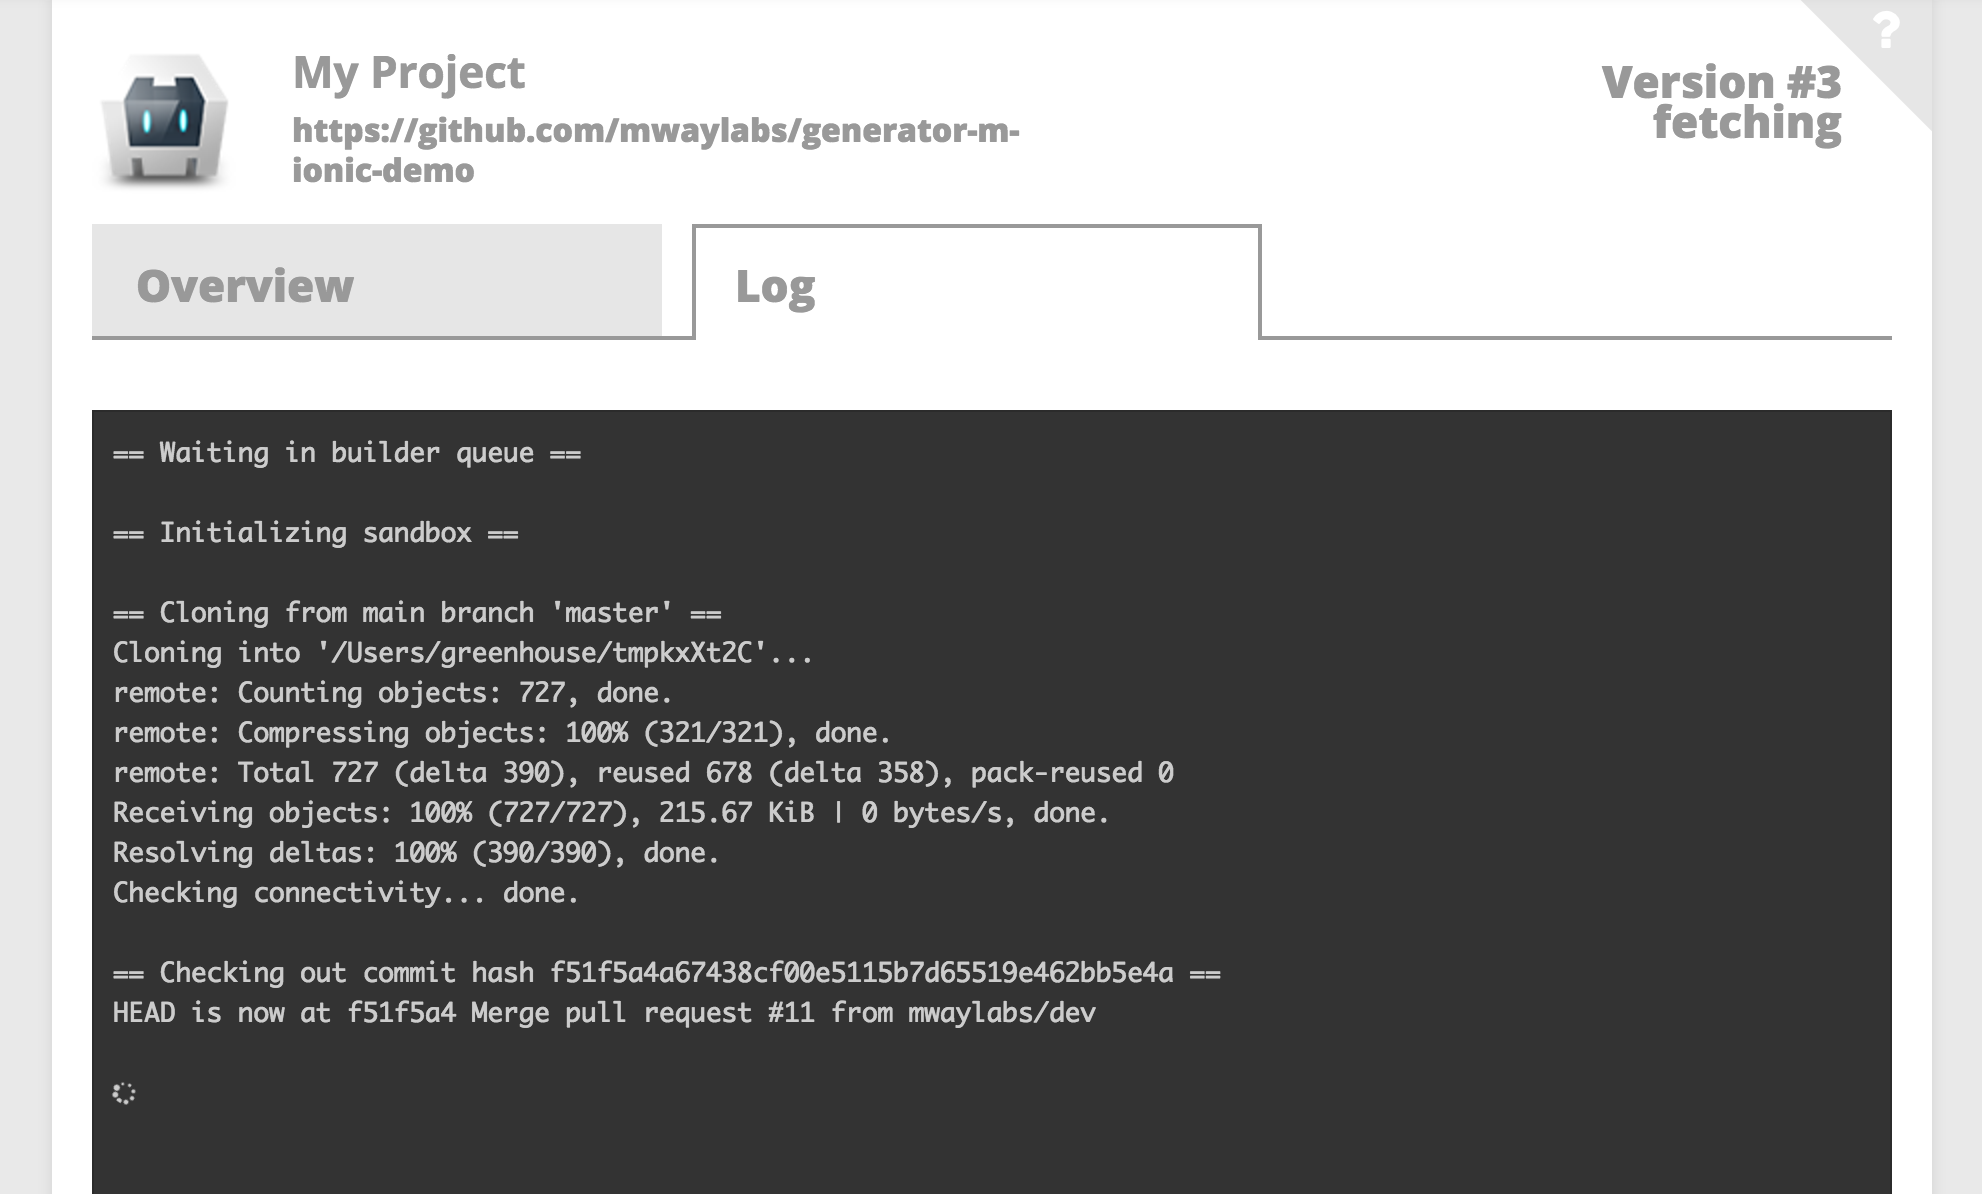 ?
My Project
https://github.com/mwaylabs/generator-m-
ionic-demo
Version #3
fetching
Overview
Log
== Waiting in builder queue ==
== Initializing sandbox ==
== Cloning from main branch 'master' ==
Cloning into '/Users/greenhouse/tmpkxXt2C'...
remote: Counting objects: 727, done.
remote: Compressing objects: 100% (321/321), done.
remote: Total 727 (delta 390), reused 678 (delta 358), pack-reused 0
Receiving objects: 100% (727/727), 215.67 KiB | 0 bytes/s, done.
Resolving deltas: 100% (390/390), done.
Checking connectivity... done.
== Checking out commit hash f51f5a4a67438cf00e5115b7d65519e462bb5e4a ==
HEAD is now at f51f5a4 Merge pull request #11 from mwaylabs/dev